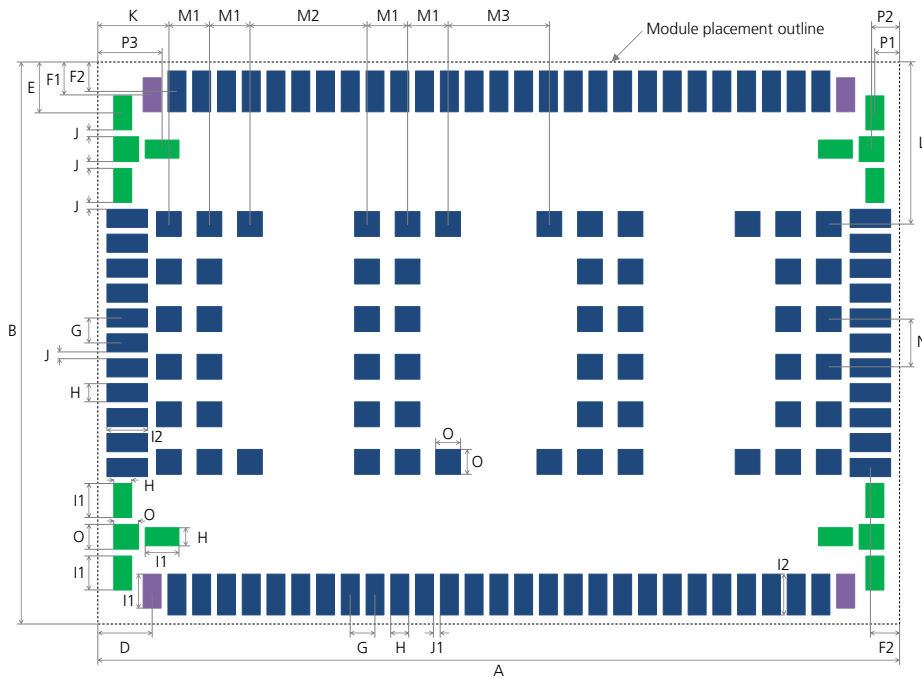 K M1 M1 M2 M1 M1 M3 P2
P3 Module placement outline P1
E F1 F2
J
J L
J
B G N
J
H
I2 O
O
I1 H
O O H
I1 I1
I1 I2
D G H J1 F2
A